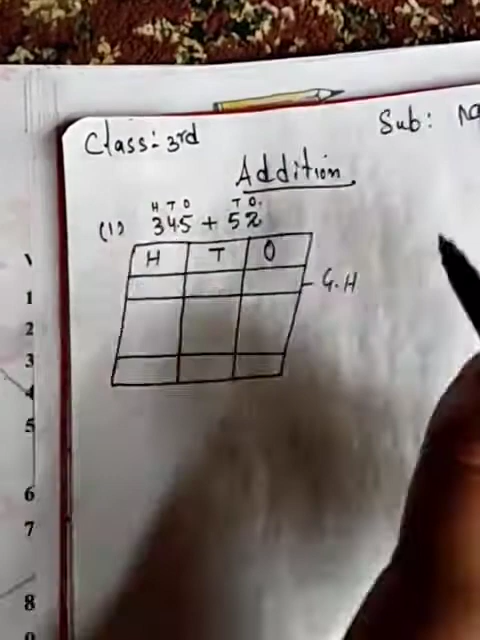 Class: 3rd
Sub:
Addition
H T O T O
(1) 345 + 52
H T O
G.H
1
2
3
4
5
6
7
8